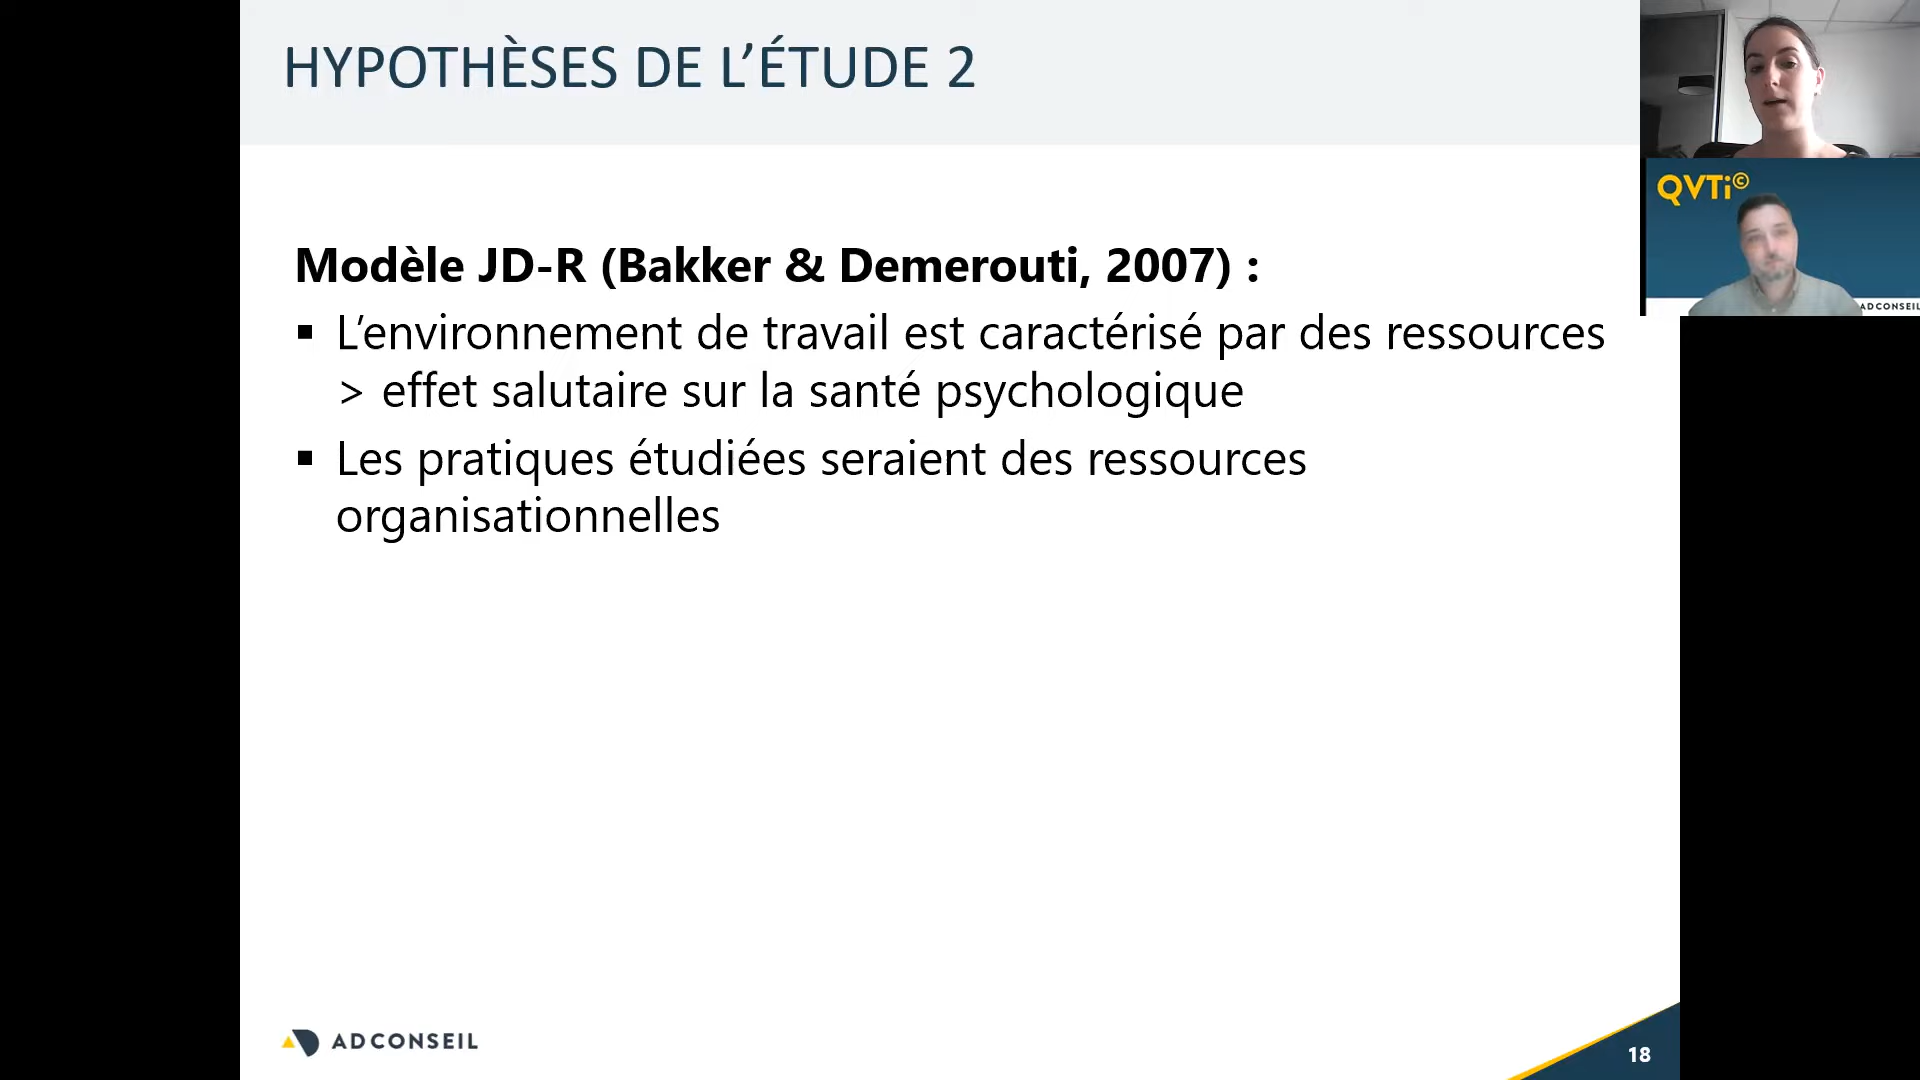 HYPOTHÈSES DE L’ÉTUDE 2
QVTi©
ADCONSEIL
Modèle JD-R (Bakker & Demerouti, 2007) :
▪ L’environnement de travail est caractérisé par des ressources
> effet salutaire sur la santé psychologique
▪ Les pratiques étudiées seraient des ressources
organisationnelles
ADCONSEIL
18